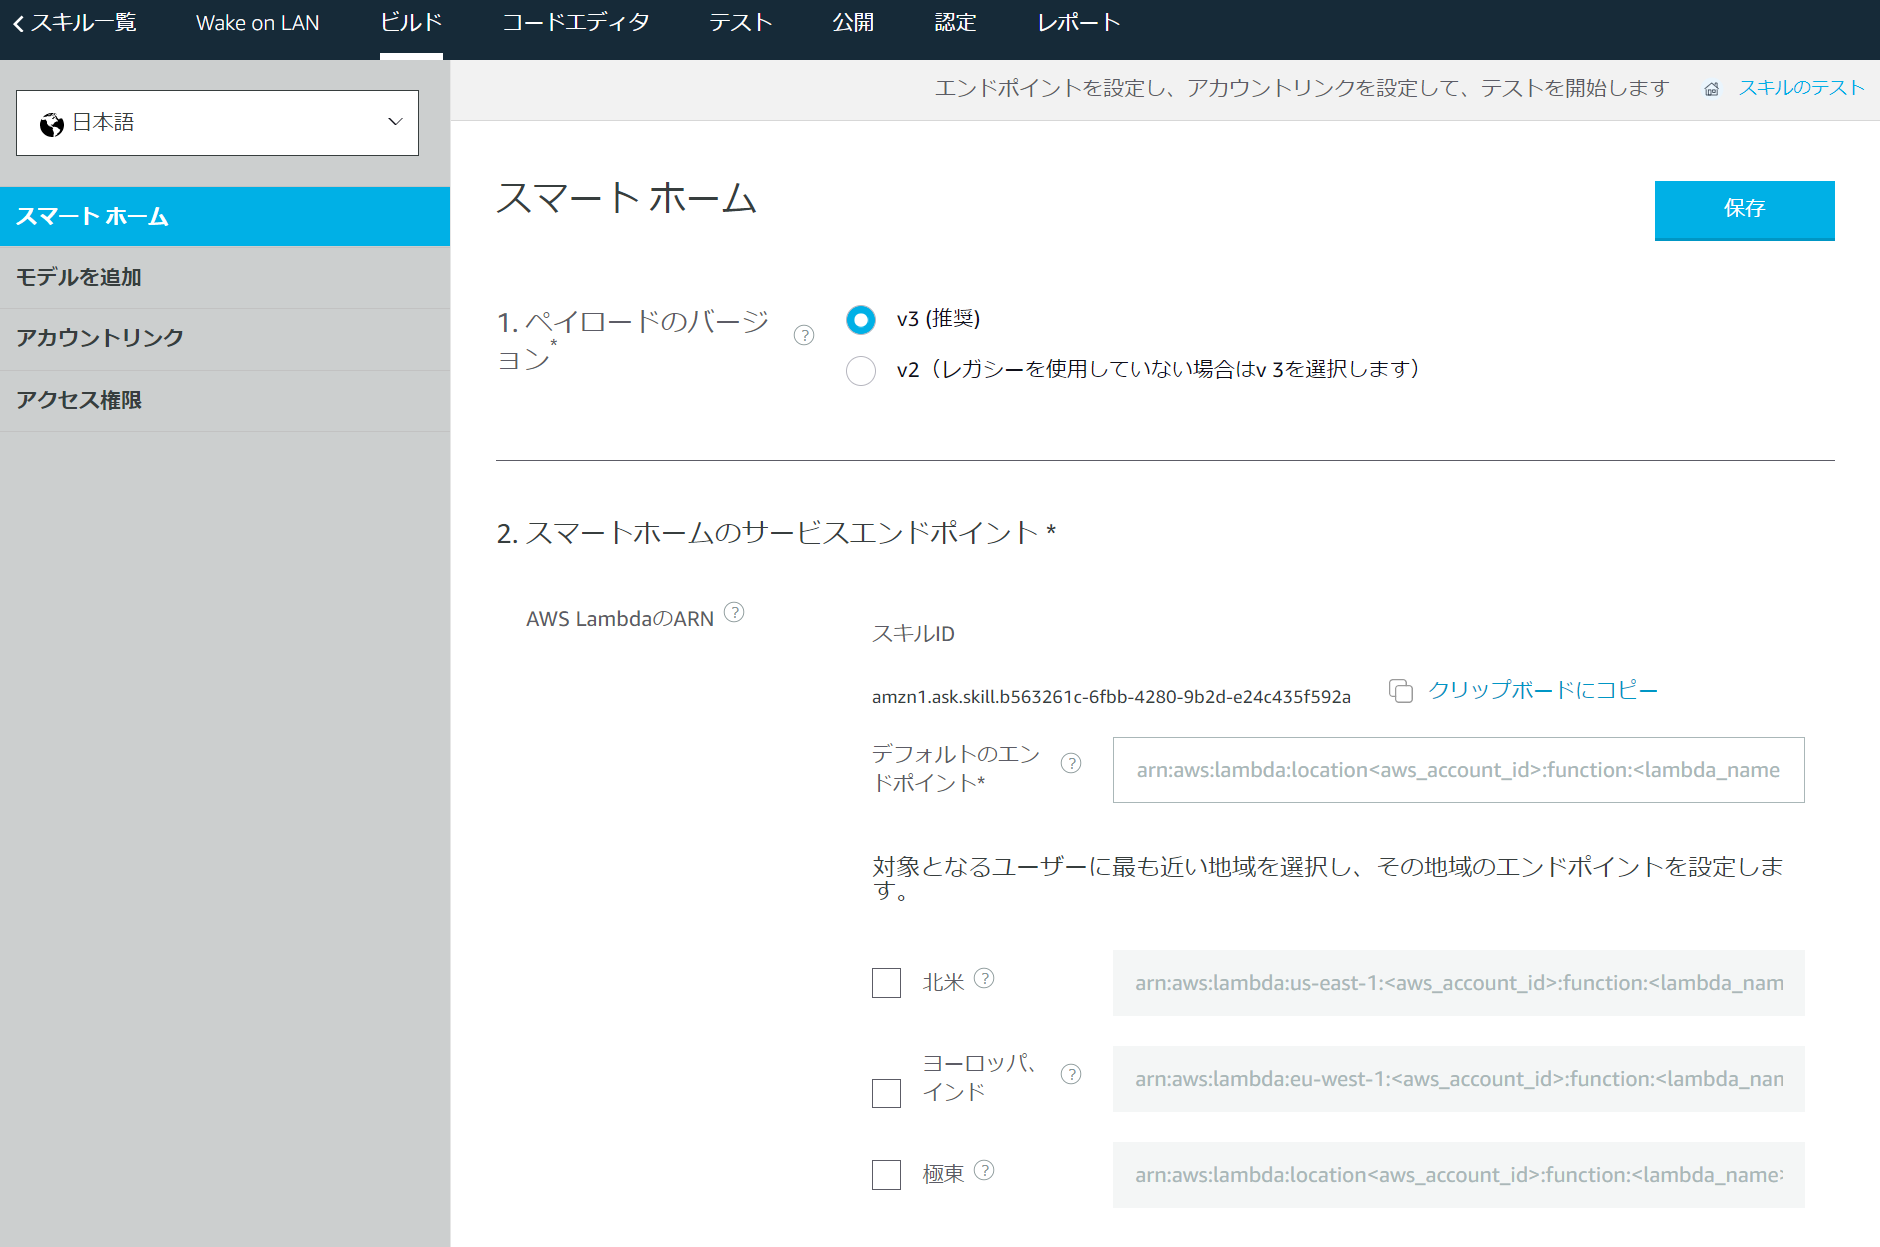 スキル一覧 Wake on LAN ビルド コードエディタ テスト 公開 認定 レポート
エンドポイントを設定し、アカウントリンクを設定して、テストを開始します スキルのテスト
日本語
スマート ホーム
モデルを追加
アカウントリンク
アクセス権限
スマート ホーム
保存
1. ペイロードのバージ
ョン*
v3 (推奨)
v2（レガシーを使用していない場合はv 3を選択します）
2. スマートホームのサービスエンドポイント *
AWS LambdaのARN ?
スキルID
amzn1.ask.skill.b563261c-6fbb-4280-9b2d-e24c435f592a クリップボードにコピー
デフォルトのエン
ドポイント* ?
arn:aws:lambda:location<aws_account_id>:function:<lambda_name
対象となるユーザーに最も近い地域を選択し、その地域のエンドポイントを設定しま
す。
北米 ? arn:aws:lambda:us-east-1:<aws_account_id>:function:<lambda_nam
ヨーロッパ、
インド ?
arn:aws:lambda:eu-west-1:<aws_account_id>:function:<lambda_nan
極東 ? arn:aws:lambda:location<aws_account_id>:function:<lambda_name>